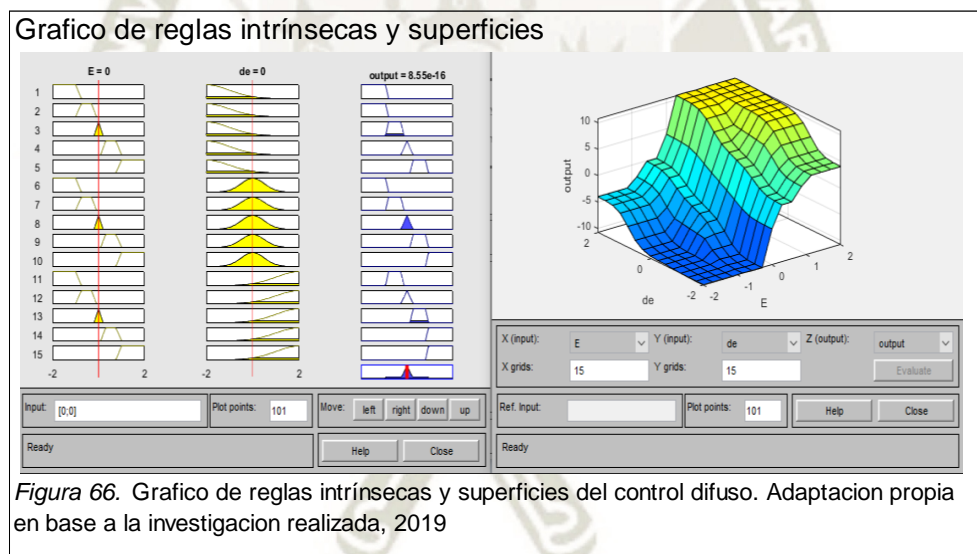 Grafico de reglas intrínsecas y superficies
E = 0
de = 0
output = 8.55e-16
1
2
3
4
5
6
7
8
9
10
11
12
13
14
15
-2
2
-2
2
Input:
[0;0]
Plot points:
101
Move:
left
right
down
up
Ready
Help
Close
10
5
0
-5
-10
output
2
0
-2
de
-2
-1
0
1
2
E
X (input):
E
Y (input):
de
Z (output):
output
X grids:
15
Y grids:
15
Evaluate
Ref. Input:
Plot points:
101
Help
Close
Ready
Figura 66. Grafico de reglas intrínsecas y superficies del control difuso. Adaptacion propia
en base a la investigacion realizada, 2019